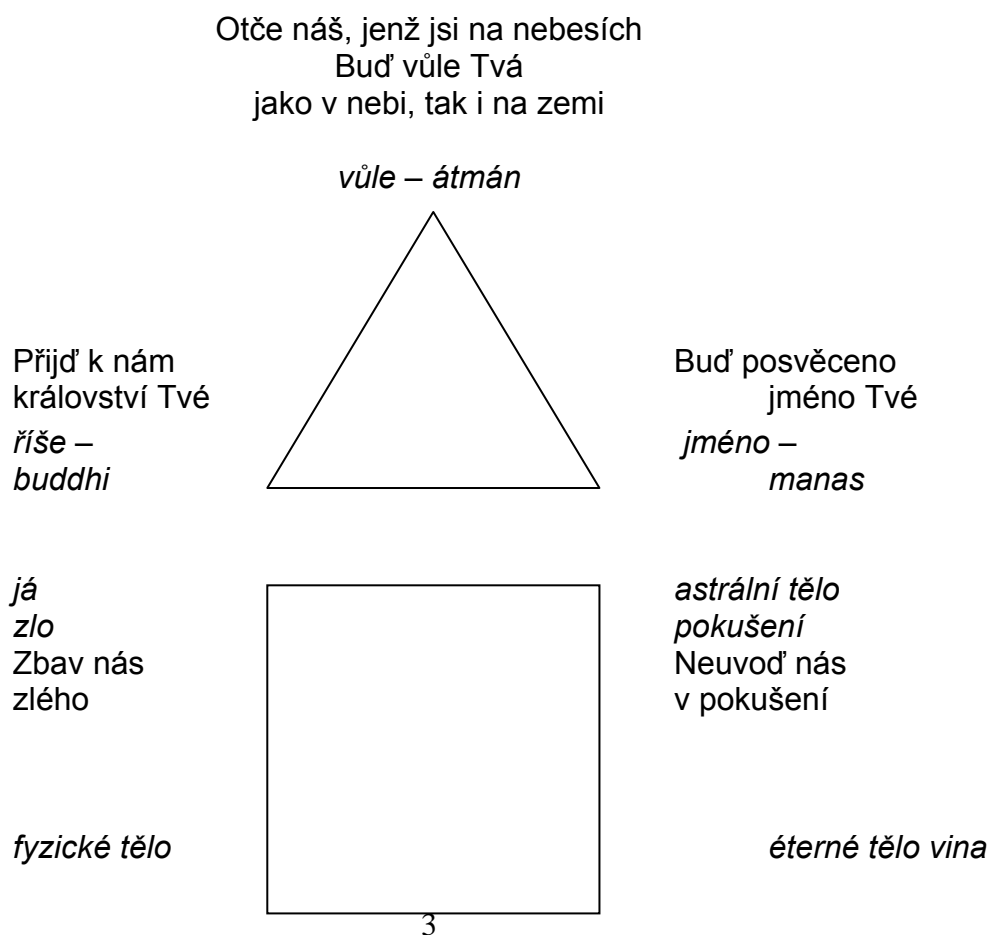 Otče náš, jenž jsi na nebesích
Buď vůle Tvá
jako v nebi, tak i na zemi
vůle – átmán
Přijď k nám
království Tvé
říše –
buddhi
Buď posvěceno
jméno Tvé
jméno –
manas
já
zlo
Zbav nás
zlého
astrální tělo
pokušení
Neuvoď nás
v pokušení
fyzické tělo
éterné tělo vina
3